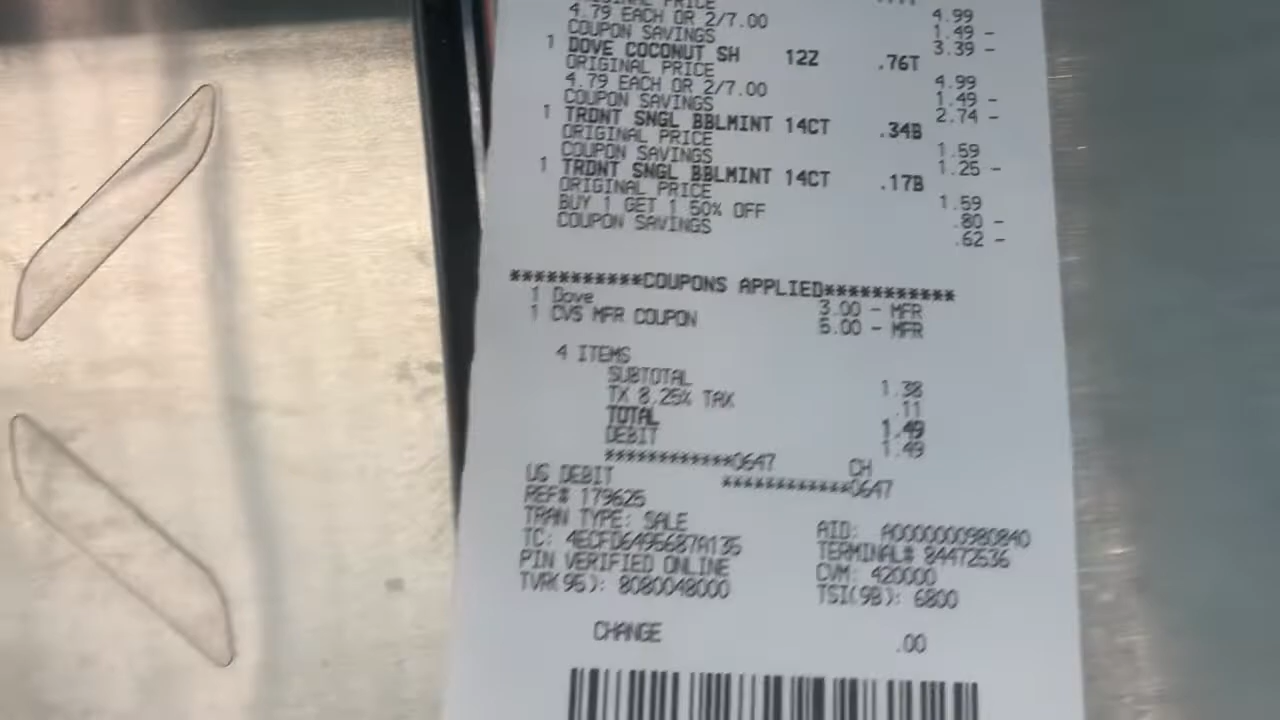 ORIGINAL PRICE 4.99
4.79 EACH OR 2/7.00 1.49 -
COUPON SAVINGS 3.39 -
1 DOVE COCONUT SH 12Z .76T
ORIGINAL PRICE 4.99
4.79 EACH OR 2/7.00 1.49 -
COUPON SAVINGS 2.74 -
1 TRDNT SNGL BBLMINT 14CT .34B
ORIGINAL PRICE 1.59
COUPON SAVINGS 1.25 -
1 TRDNT SNGL BBLMINT 14CT .17B
ORIGINAL PRICE 1.59
BUY 1 GET 1 50% OFF .80 -
COUPON SAVINGS .62 -
***********COUPONS APPLIED***********
1 Dove 3.00 - MFR
1 CVS MFR COUPON 5.00 - MFR
4 ITEMS
SUBTOTAL 1.38
TX 8.25% TAX .11
TOTAL 1.49
DEBIT 1.49
************0647 CH
US DEBIT ************0647
REF# 179625
TRAN TYPE: SALE AID: A0000000980840
TC: 4ECFD6495687A135 TERMINAL# 84472536
PIN VERIFIED ONLINE CVM: 420000
TVR(95): 8080048000 TSI(9B): 6800
CHANGE .00